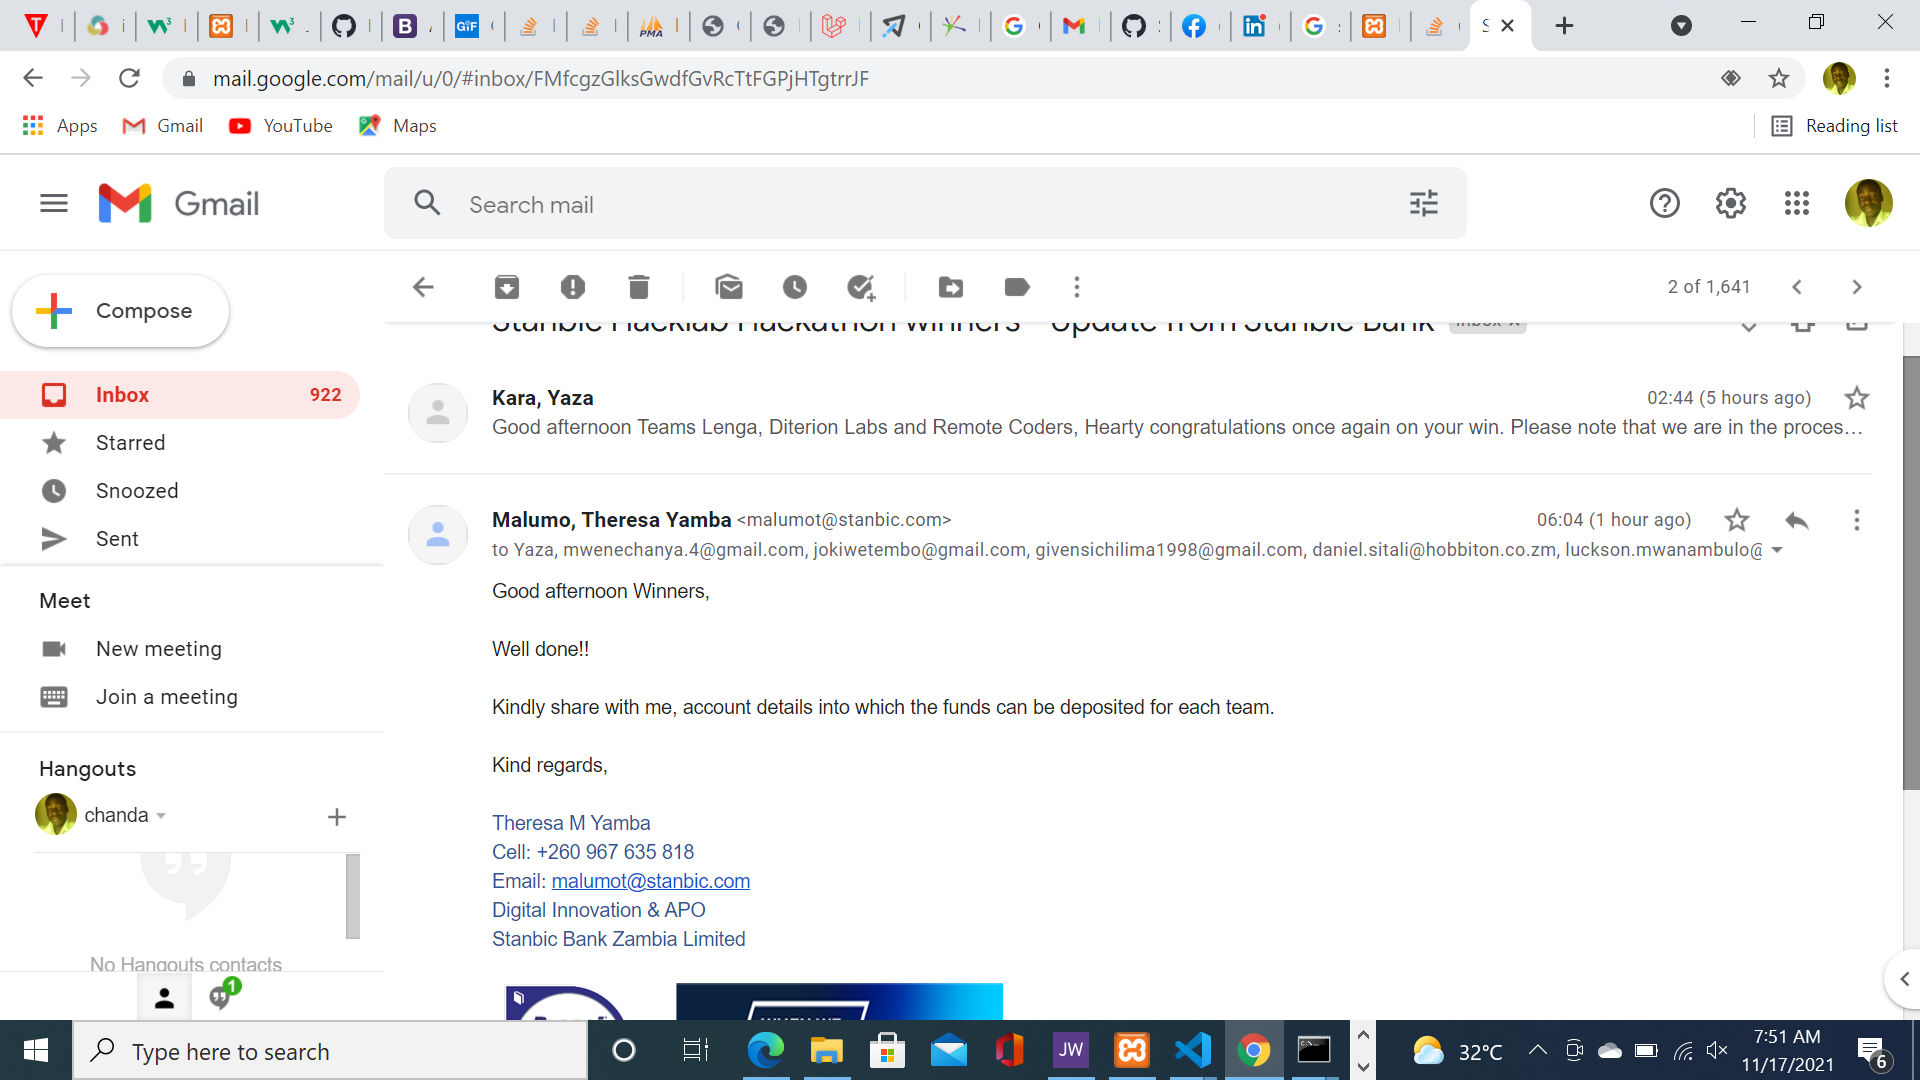 mail.google.com/mail/u/0/#inbox/FMfcgzGlksGwdfGvRcTtFGPjHTgtrrJF
Apps Gmail YouTube Maps Reading list
Gmail
Search mail
Compose
2 of 1,641
Stanbic Hacklab Hackathon Winners - Update from Stanbic Bank Inbox x
Inbox 922
Starred
Snoozed
Sent
Meet
New meeting
Join a meeting
Hangouts
chanda
No Hangouts contacts
1
Kara, Yaza 02:44 (5 hours ago)
Good afternoon Teams Lenga, Diterion Labs and Remote Coders, Hearty congratulations once again on your win. Please note that we are in the proces…
Malumo, Theresa Yamba <malumot@stanbic.com> 06:04 (1 hour ago)
to Yaza, mwenechanya.4@gmail.com, jokiwetembo@gmail.com, givensichilima1998@gmail.com, daniel.sitali@hobbiton.co.zm, luckson.mwanambulo@
Good afternoon Winners,
Well done!!
Kindly share with me, account details into which the funds can be deposited for each team.
Kind regards,
Theresa M Yamba
Cell: +260 967 635 818
Email: malumot@stanbic.com
Digital Innovation & APO
Stanbic Bank Zambia Limited
WHEN WE
Type here to search
JW
32°C
7:51 AM
11/17/2021
6